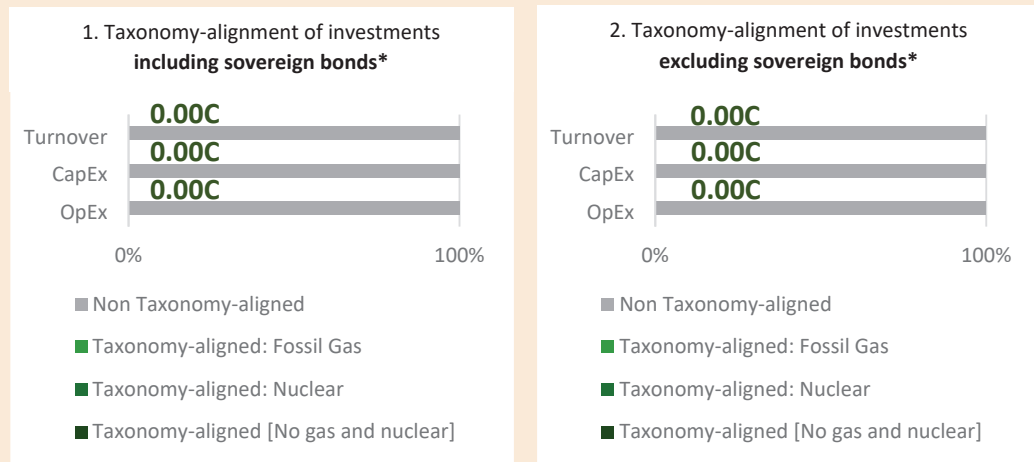 1. Taxonomy-alignment of investments
including sovereign bonds*
0.00C
Turnover
0.00C
CapEx
0.00C
OpEx
0%
100%
Non Taxonomy-aligned
Taxonomy-aligned: Fossil Gas
Taxonomy-aligned: Nuclear
Taxonomy-aligned [No gas and nuclear]
2. Taxonomy-alignment of investments
excluding sovereign bonds*
0.00C
Turnover
0.00C
CapEx
0.00C
OpEx
0%
100%
Non Taxonomy-aligned
Taxonomy-aligned: Fossil Gas
Taxonomy-aligned: Nuclear
Taxonomy-aligned [No gas and nuclear]